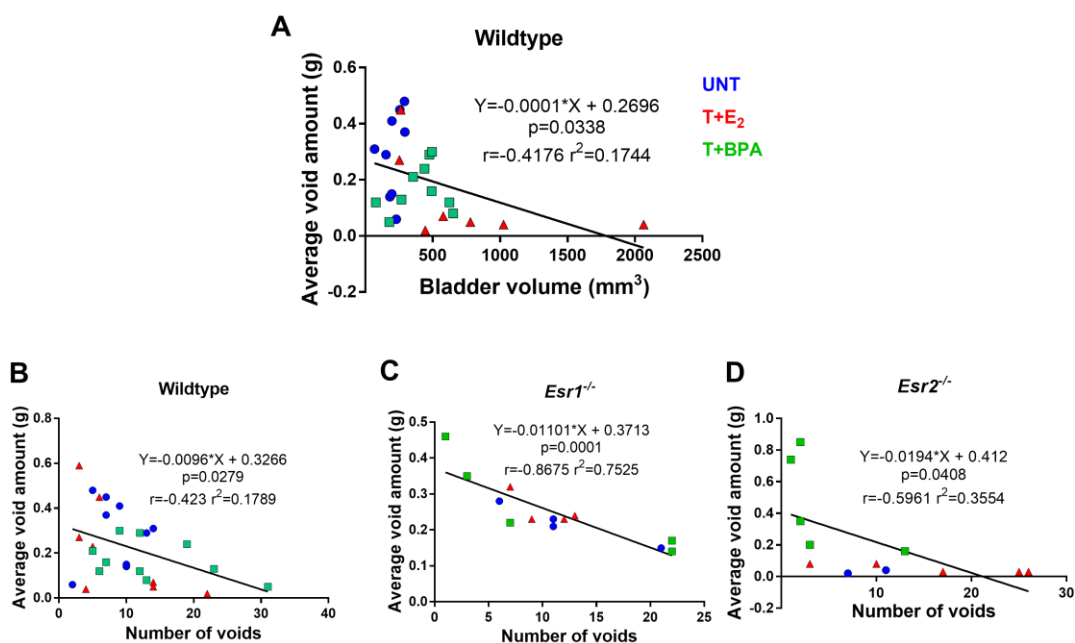 A
Wildtype
Average void amount (g)
0.6
0.4
0.2
0.0
-0.2
500
1000
1500
2000
2500
Bladder volume (mm³)
Y=-0.0001*X + 0.2696
p=0.0338
r=-0.4176 r²=0.1744
UNT
T+E₂
T+BPA
B
Wildtype
Average void amount (g)
0.8
0.6
0.4
0.2
0.0
0
10
20
30
40
Number of voids
Y=-0.0096*X + 0.3266
p=0.0279
r=-0.423 r²=0.1789
C
Esr1⁻/⁻
Average void amount (g)
0.5
0.4
0.3
0.2
0.1
0.0
0
5
10
15
20
25
Number of voids
Y=-0.01101*X + 0.3713
p=0.0001
r=-0.8675 r²=0.7525
D
Esr2⁻/⁻
Average void amount (g)
1.0
0.8
0.6
0.4
0.2
0.0
-0.2
10
20
30
Number of voids
Y=-0.0194*X + 0.412
p=0.0408
r=-0.5961 r²=0.3554